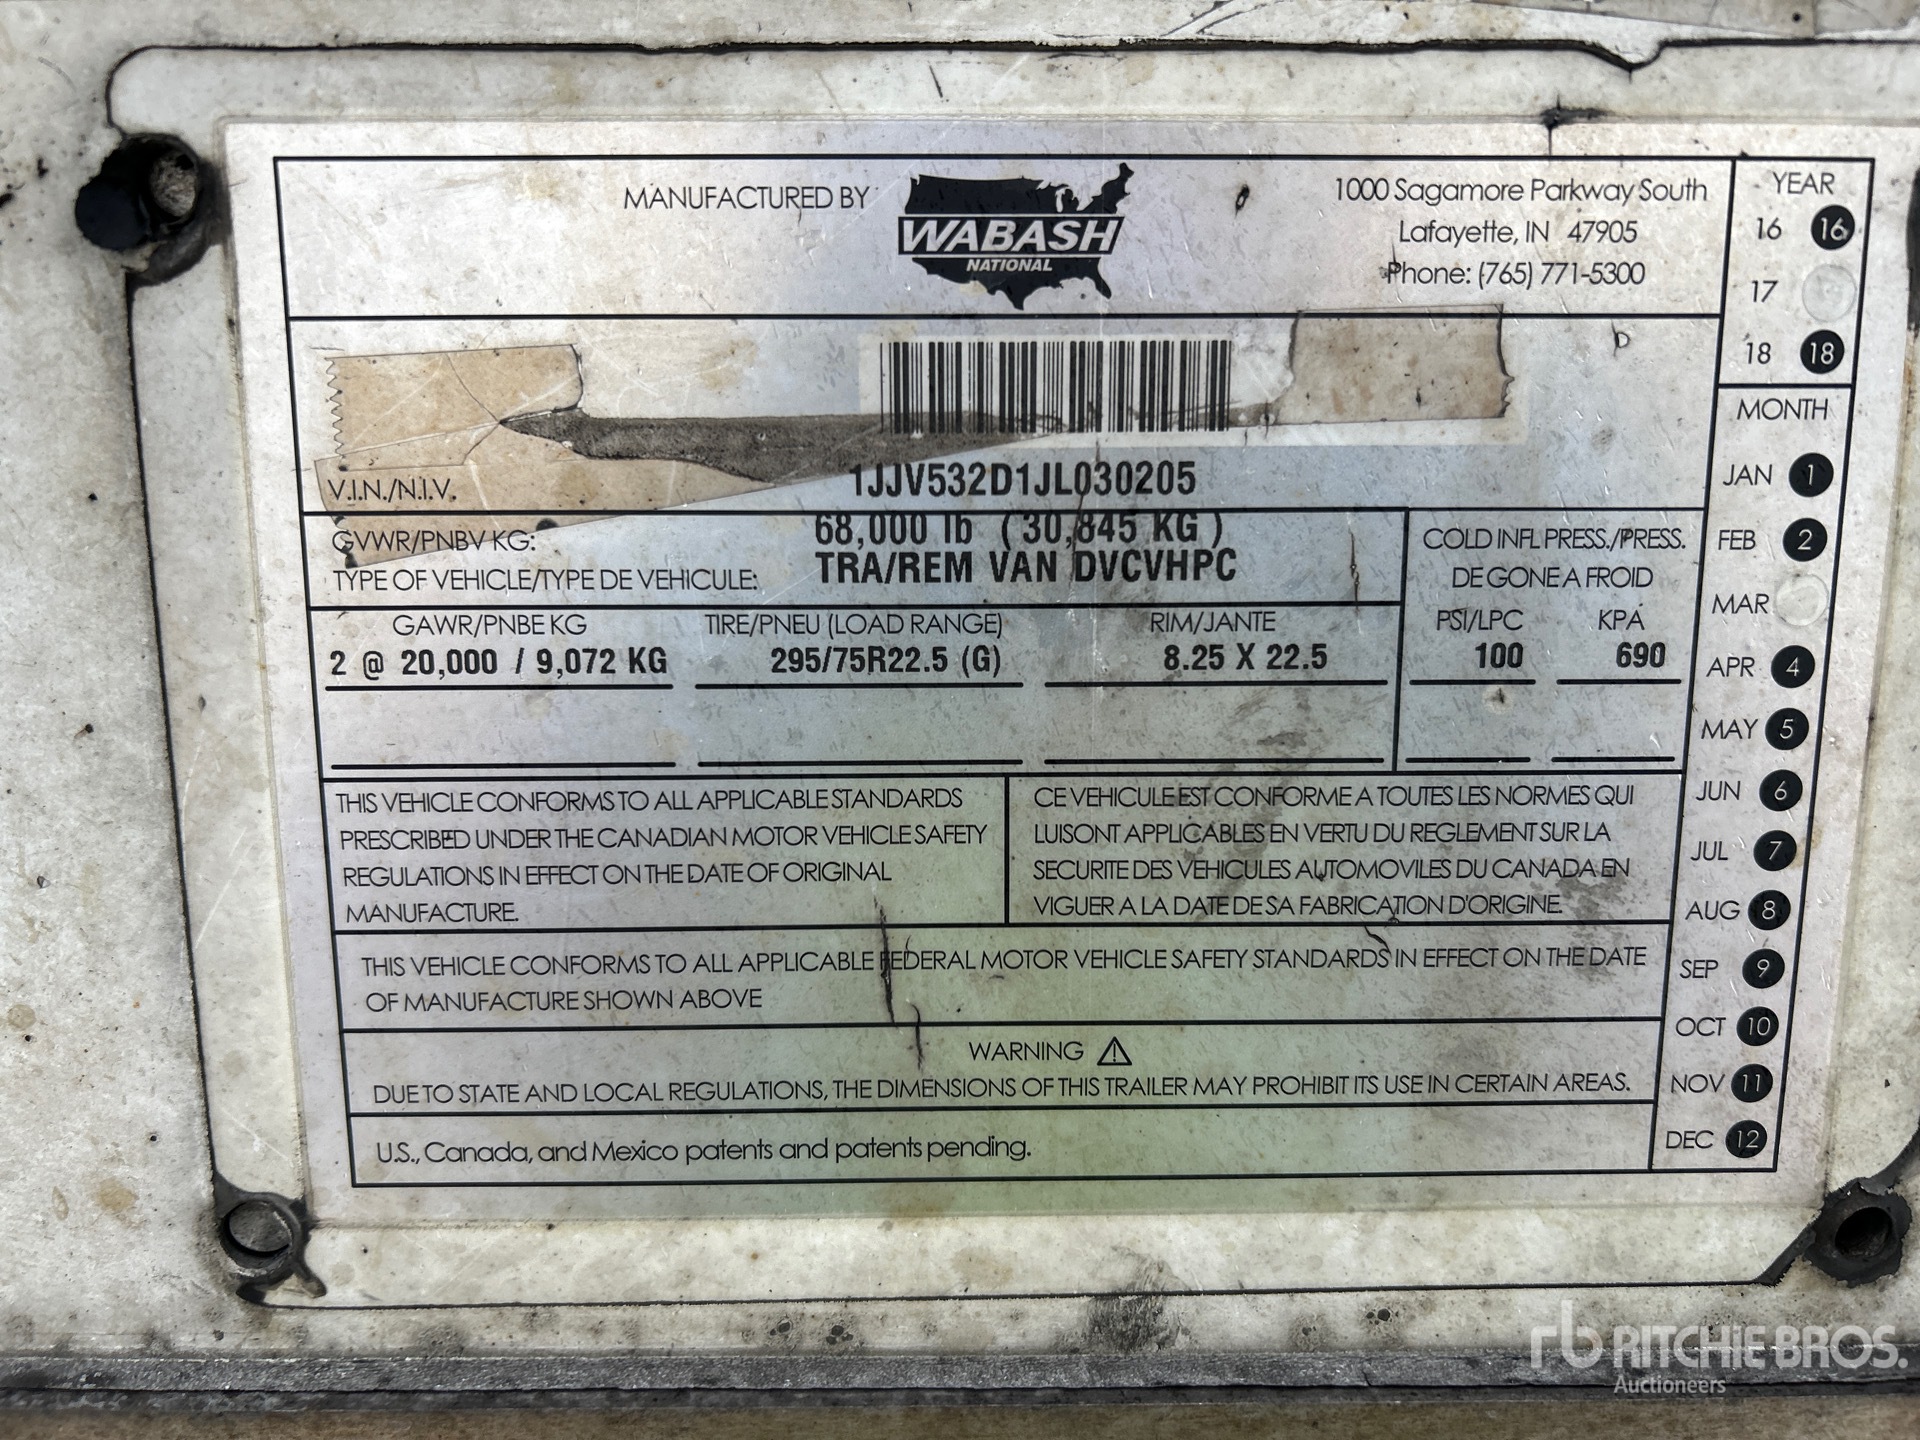 MANUFACTURED BY
WABASH
NATIONAL
1000 Sagamore Parkway South
Lafayette, IN 47905
Phone: (765) 771-5300
YEAR
16 16
17
18 18
MONTH
JAN 1
FEB 2
MAR
APR 4
MAY 5
JUN 6
JUL 7
AUG 8
SEP 9
OCT 10
NOV 11
DEC 12
V.I.N./N.I.V. 1JJV532D1JL030205
GVWR/PNBV KG: 68,000 lb ( 30,845 KG )
TYPE OF VEHICLE/TYPE DE VEHICULE: TRA/REM VAN DVCVHPC
COLD INFL PRESS./PRESS.
DE GONE A FROID
GAWR/PNBE KG TIRE/PNEU (LOAD RANGE) RIM/JANTE PSI/LPC KPA
2 @ 20,000 / 9,072 KG 295/75R22.5 (G) 8.25 X 22.5 100 690
THIS VEHICLE CONFORMS TO ALL APPLICABLE STANDARDS
PRESCRIBED UNDER THE CANADIAN MOTOR VEHICLE SAFETY
REGULATIONS IN EFFECT ON THE DATE OF ORIGINAL
MANUFACTURE.
CE VEHICULE EST CONFORME A TOUTES LES NORMES QUI
LUI SONT APPLICABLES EN VERTU DU REGLEMENT SUR LA
SECURITE DES VEHICULES AUTOMOVILES DU CANADA EN
VIGUER A LA DATE DE SA FABRICATION D'ORIGINE.
THIS VEHICLE CONFORMS TO ALL APPLICABLE FEDERAL MOTOR VEHICLE SAFETY STANDARDS IN EFFECT ON THE DATE
OF MANUFACTURE SHOWN ABOVE
WARNING
DUE TO STATE AND LOCAL REGULATIONS, THE DIMENSIONS OF THIS TRAILER MAY PROHIBIT ITS USE IN CERTAIN AREAS.
U.S., Canada, and Mexico patents and patents pending.
rb RITCHIE BROS.
Auctioneers